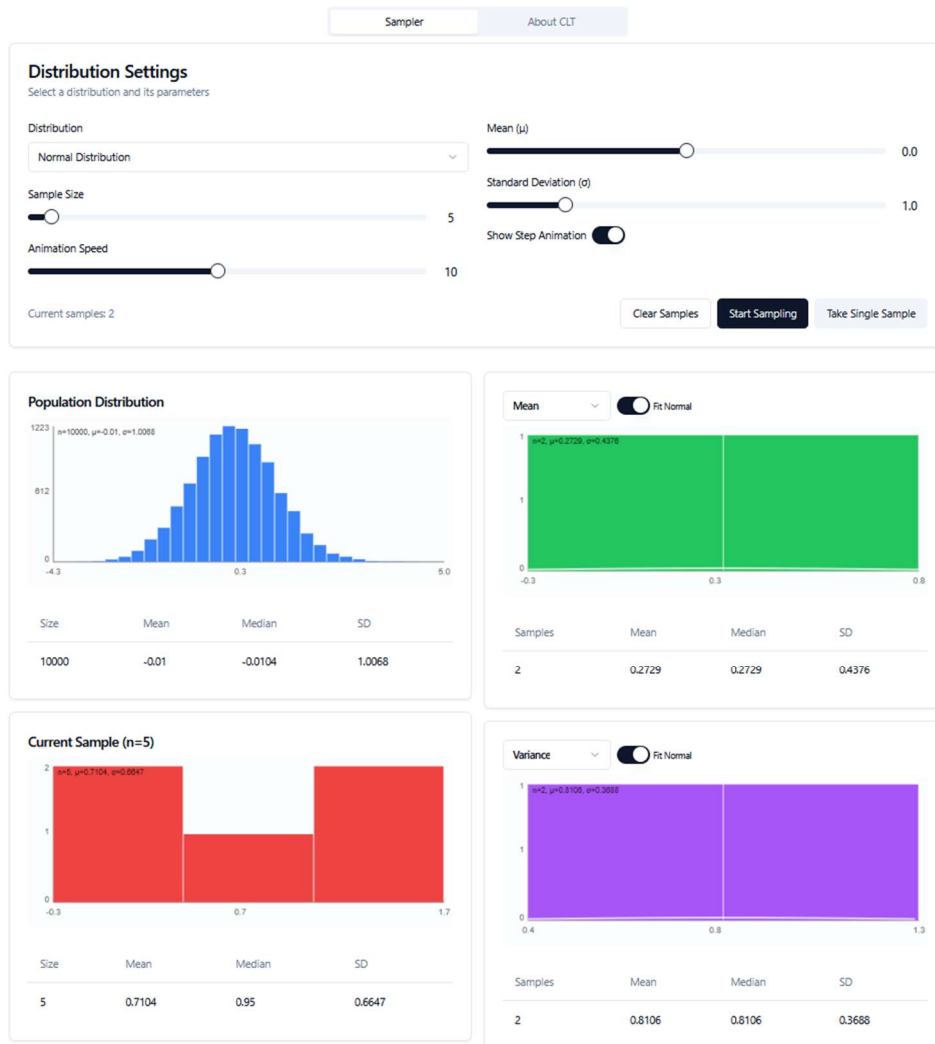 Sampler
About CLT
Distribution Settings
Select a distribution and its parameters
Distribution
Normal Distribution
Sample Size
5
Animation Speed
10
Mean (μ)
0.0
Standard Deviation (σ)
1.0
Show Step Animation
Current samples: 2
Clear Samples
Start Sampling
Take Single Sample
Population Distribution
n=10000, μ=-0.01, σ=1.0068
1223
612
0
-4.3 0.3 5.0
Size Mean Median SD
10000 -0.01 -0.0104 1.0068
Mean
Fit Normal
n=2, μ=0.2729, σ=0.4376
1
1
0
-0.3 0.3 0.8
Samples Mean Median SD
2 0.2729 0.2729 0.4376
Current Sample (n=5)
n=5, μ=0.7104, σ=0.6647
2
1
0
-0.3 0.7 1.7
Size Mean Median SD
5 0.7104 0.95 0.6647
Variance
Fit Normal
n=2, μ=0.8106, σ=0.3688
1
1
0
0.4 0.8 1.3
Samples Mean Median SD
2 0.8106 0.8106 0.3688